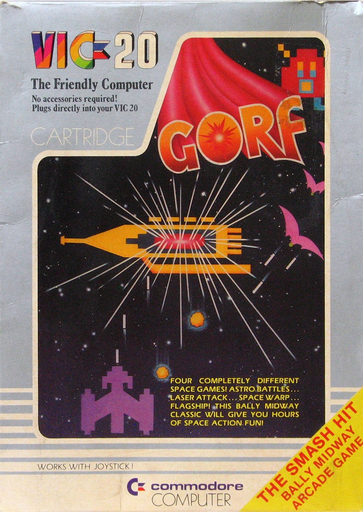 VIC-20
The Friendly Computer
No accessories required!
Plugs directly into your VIC 20
CARTRIDGE
GORF
FOUR COMPLETELY DIFFERENT
SPACE GAMES! ASTRO BATTLES...
LASER ATTACK... SPACE WARP...
FLAGSHIP! THIS BALLY MIDWAY
CLASSIC WILL GIVE YOU HOURS
OF SPACE ACTION FUN!
THE SMASH HIT
BALLY MIDWAY
ARCADE GAME
WORKS WITH JOYSTICK!
commodore
COMPUTER